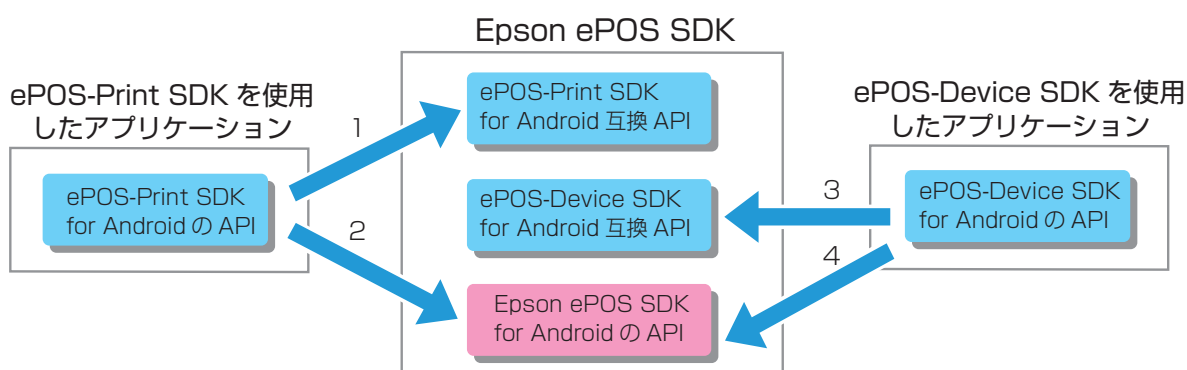 Epson ePOS SDK
ePOS-Print SDK を使用
したアプリケーション
ePOS-Print SDK
for Android の API
1
2
ePOS-Print SDK
for Android 互換 API
ePOS-Device SDK
for Android 互換 API
Epson ePOS SDK
for Android の API
3
4
ePOS-Device SDK を使用
したアプリケーション
ePOS-Device SDK
for Android の API